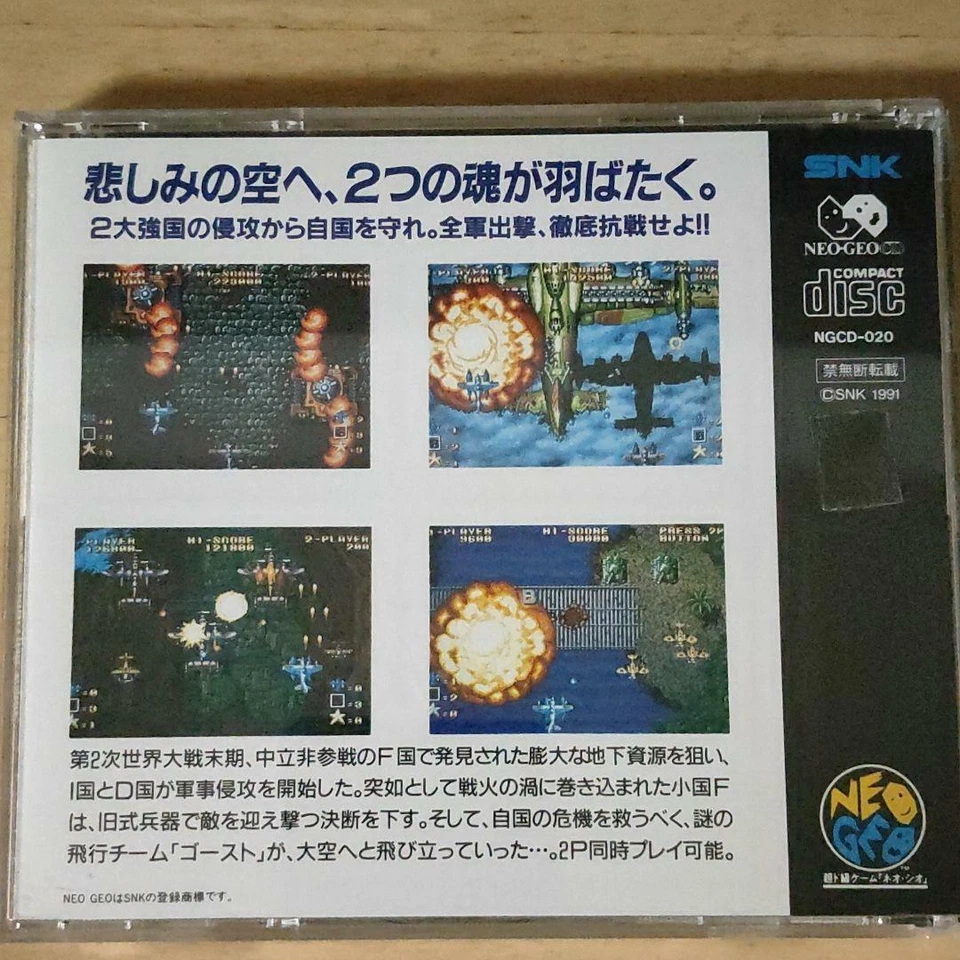 悲しみの空へ、2つの魂が羽ばたく。
2大強国の侵攻から自国を守れ。全軍出撃、徹底抗戦せよ!!
1-PLAYER HI-SCORE 2-PLAYER
1-PLAYER HI-SCORE 2-PLAYER
126800 121800 200
1-PLAYER HI-SCORE PRESS 2P
9600 30000 BUTTON
B
第2次世界大戦末期、中立非参戦のF国で発見された膨大な地下資源を狙い、
I国とD国が軍事侵攻を開始した。突如として戦火の渦に巻き込まれた小国F
は、旧式兵器で敵を迎え撃つ決断を下す。そして、自国の危機を救うべく、謎の
飛行チーム「ゴースト」が、大空へと飛び立っていった…。2P同時プレイ可能。
NEO GEOはSNKの登録商標です。
SNK
NEO・GEO CD
COMPACT
disc
NGCD-020
禁無断転載
©SNK 1991
NEO
GEO
TM
超ド級ゲーム「ネオ・ジオ」